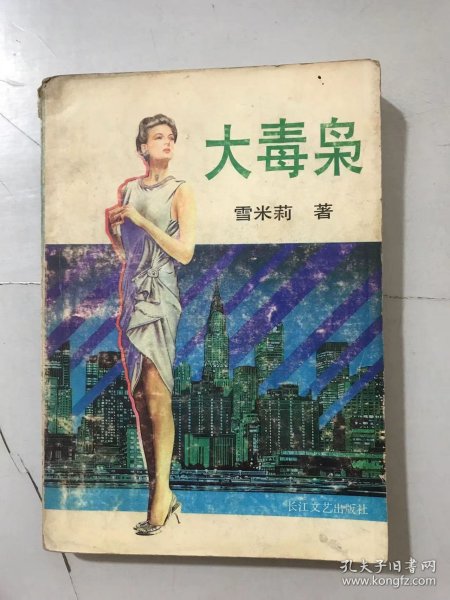 大毒枭
雪米莉 著
长江文艺出版社
孔夫子旧书网
www.kongfz.com